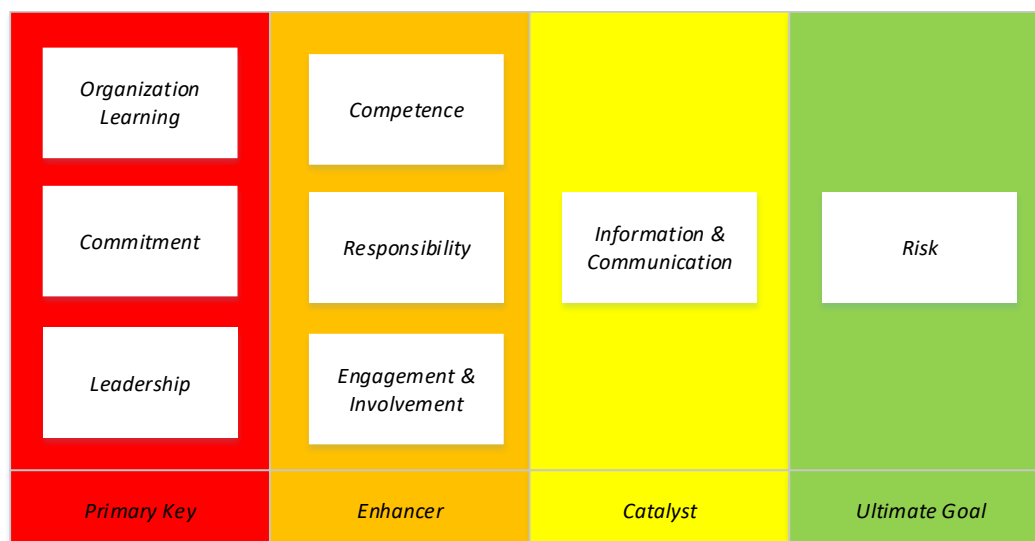 Organization
Learning
Commitment
Leadership
Primary Key
Competence
Responsibility
Engagement &
Involvement
Enhancer
Information &
Communication
Catalyst
Risk
Ultimate Goal